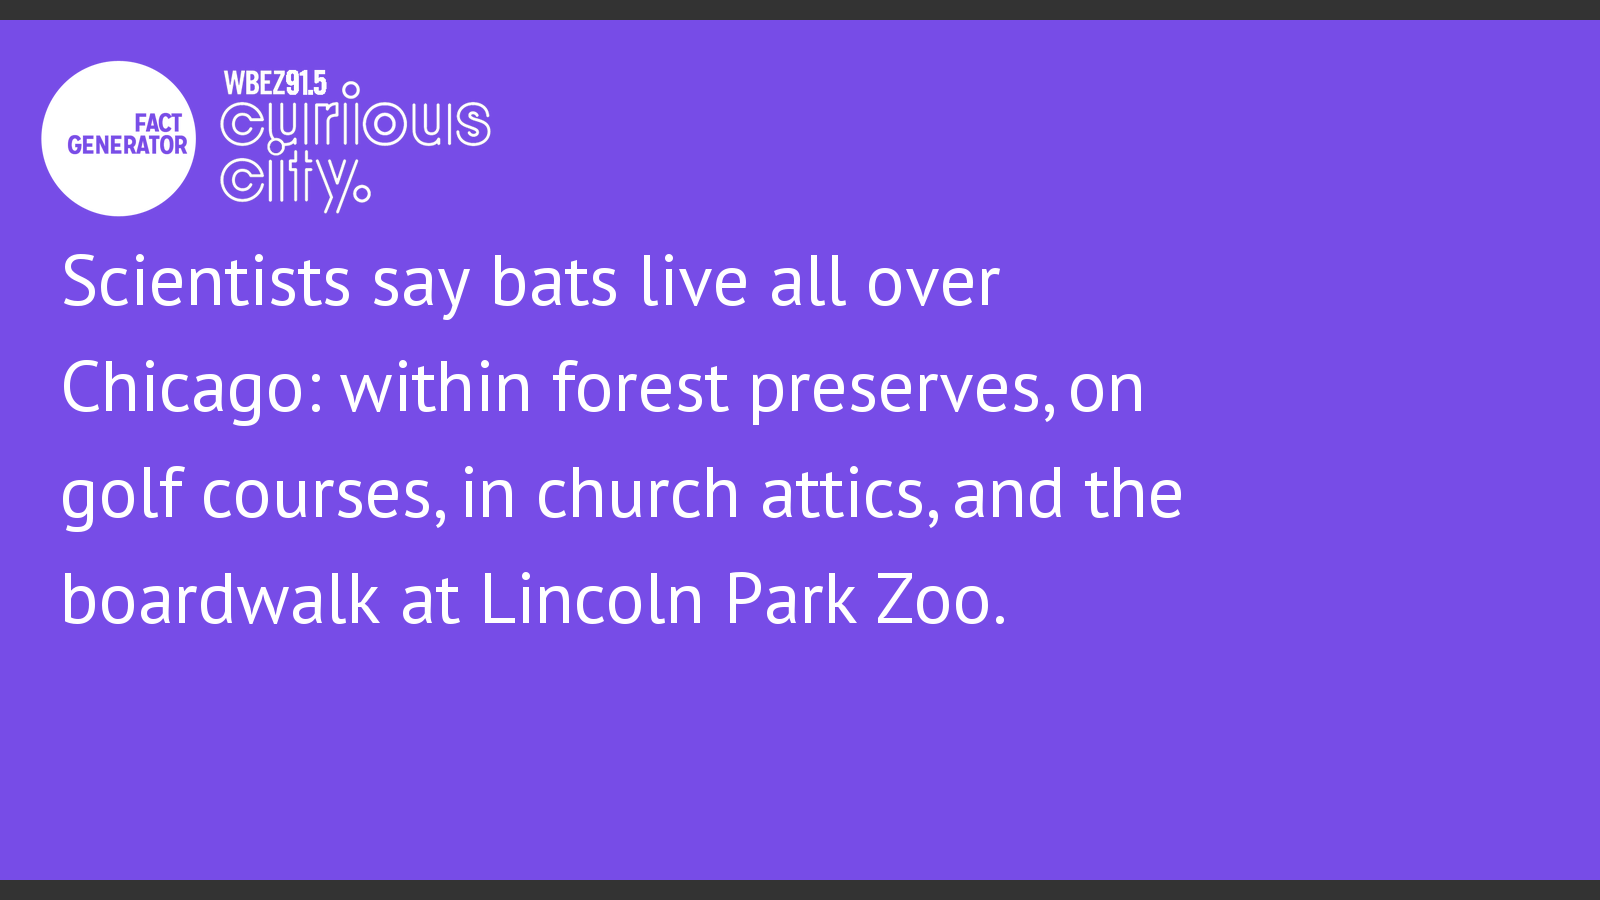 FACT
GENERATOR
WBEZ91.5
curious
city.
Scientists say bats live all over
Chicago: within forest preserves, on
golf courses, in church attics, and the
boardwalk at Lincoln Park Zoo.